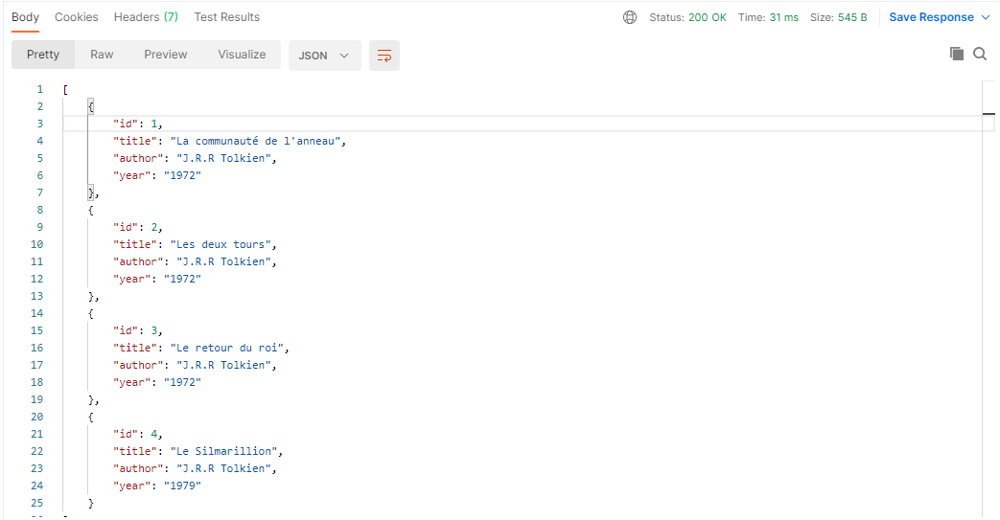 Body Cookies Headers (7) Test Results Status: 200 OK Time: 31 ms Size: 545 B Save Response
Pretty Raw Preview Visualize JSON
1 [
2 {
3 "id": 1,
4 "title": "La communauté de l'anneau",
5 "author": "J.R.R Tolkien",
6 "year": "1972"
7 },
8 {
9 "id": 2,
10 "title": "Les deux tours",
11 "author": "J.R.R Tolkien",
12 "year": "1972"
13 },
14 {
15 "id": 3,
16 "title": "Le retour du roi",
17 "author": "J.R.R Tolkien",
18 "year": "1972"
19 },
20 {
21 "id": 4,
22 "title": "Le Silmarillion",
23 "author": "J.R.R Tolkien",
24 "year": "1979"
25 }